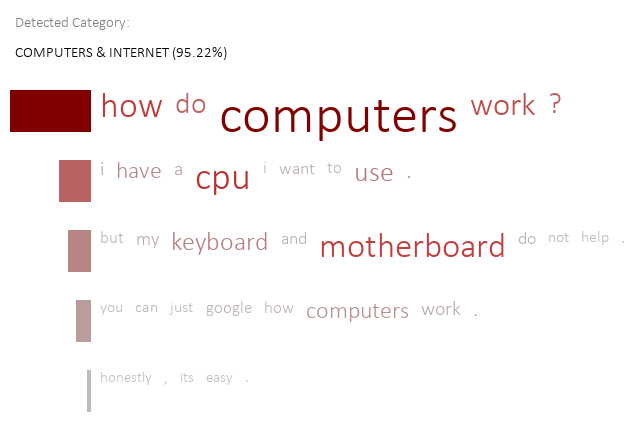 Detected Category:
COMPUTERS & INTERNET (95.22%)
how do computers work ?
i have a cpu i want to use .
but my keyboard and motherboard do not help .
you can just google how computers work .
honestly , its easy .